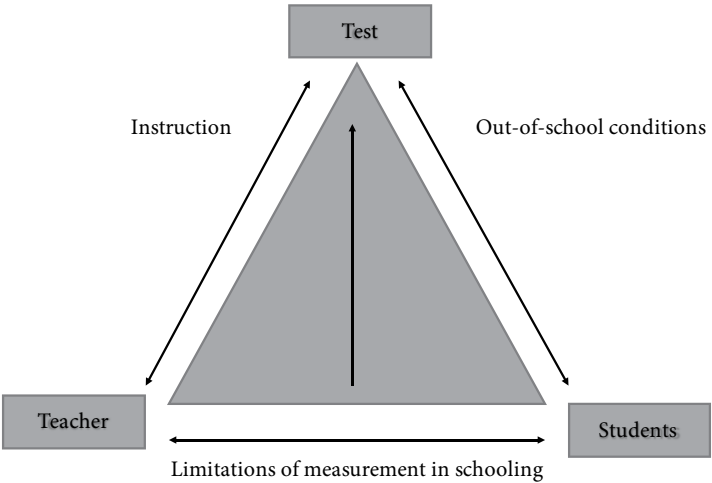 Test
Instruction
Out-of-school conditions
Teacher
Students
Limitations of measurement in schooling